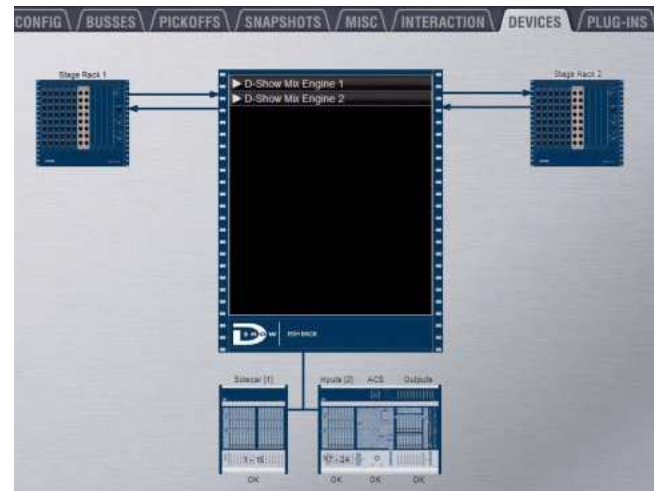 CONFIG BUSSES PICKOFFS SNAPSHOTS MISC INTERACTION DEVICES PLUG-INS
Stage Rack 1
Stage Rack 2
D-Show Mix Engine 1
D-Show Mix Engine 2
D-SHOW FOH RACK
Sidecar [1] Inputs [2] ACS Outputs
1 - 16 17 - 24
OK OK OK OK